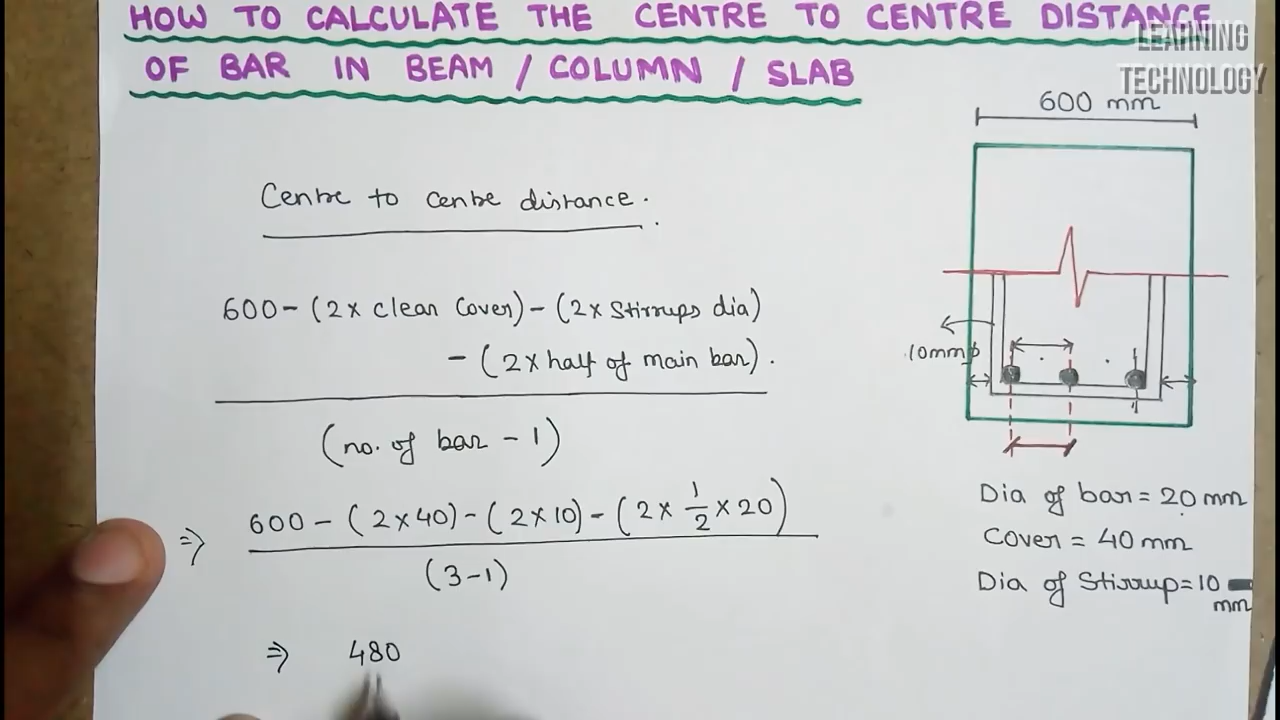 HOW TO CALCULATE THE CENTRE TO CENTRE DISTANCE
OF BAR IN BEAM / COLUMN / SLAB
LEARNING
TECHNOLOGY
600 mm
Centre to centre distance.
600 - (2 x clear cover) - (2 x Stirrups dia)
- (2 x half of main bar).
(no. of bar - 1)
⇒ 600 - (2 x 40) - (2 x 10) - (2 x 1/2 x 20)
(3 - 1)
⇒ 480
10mmϕ
Dia of bar = 20 mm
Cover = 40 mm
Dia of Stirrup = 10
mm